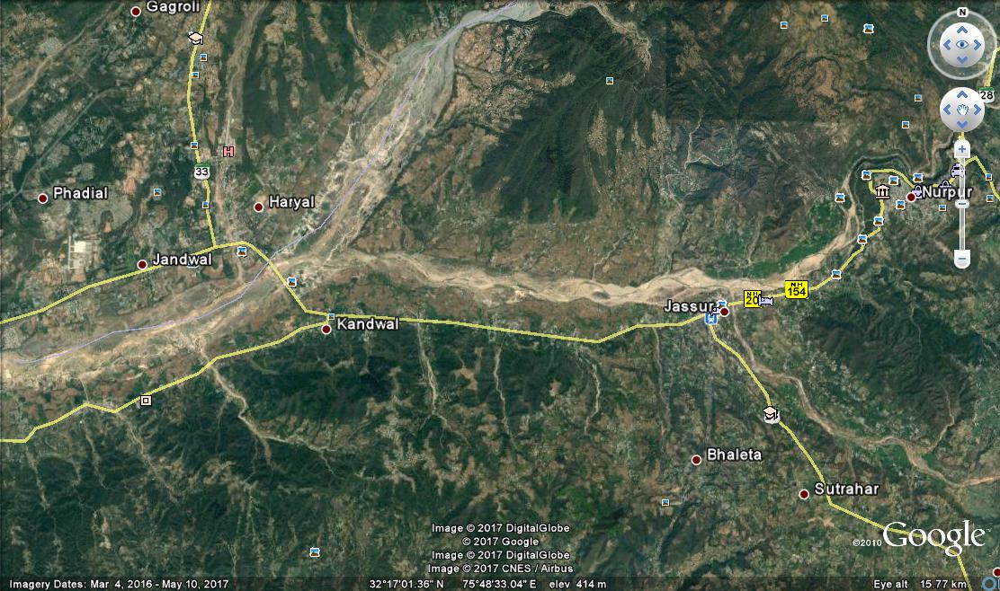 Gagroli
N
28
33
Phadial
Haryal
Nurpur
Jandwal
NH
20
NH
154
Jassur
Kandwal
Bhaleta
Sutrahar
Image © 2017 DigitalGlobe
© 2017 Google
Image © 2017 DigitalGlobe
Image © 2017 CNES / Airbus
©2010 Google™
Imagery Dates: Mar 4, 2016 - May 10, 2017
32°17'01.36" N 75°48'33.04" E elev 414 m
Eye alt 15.77 km